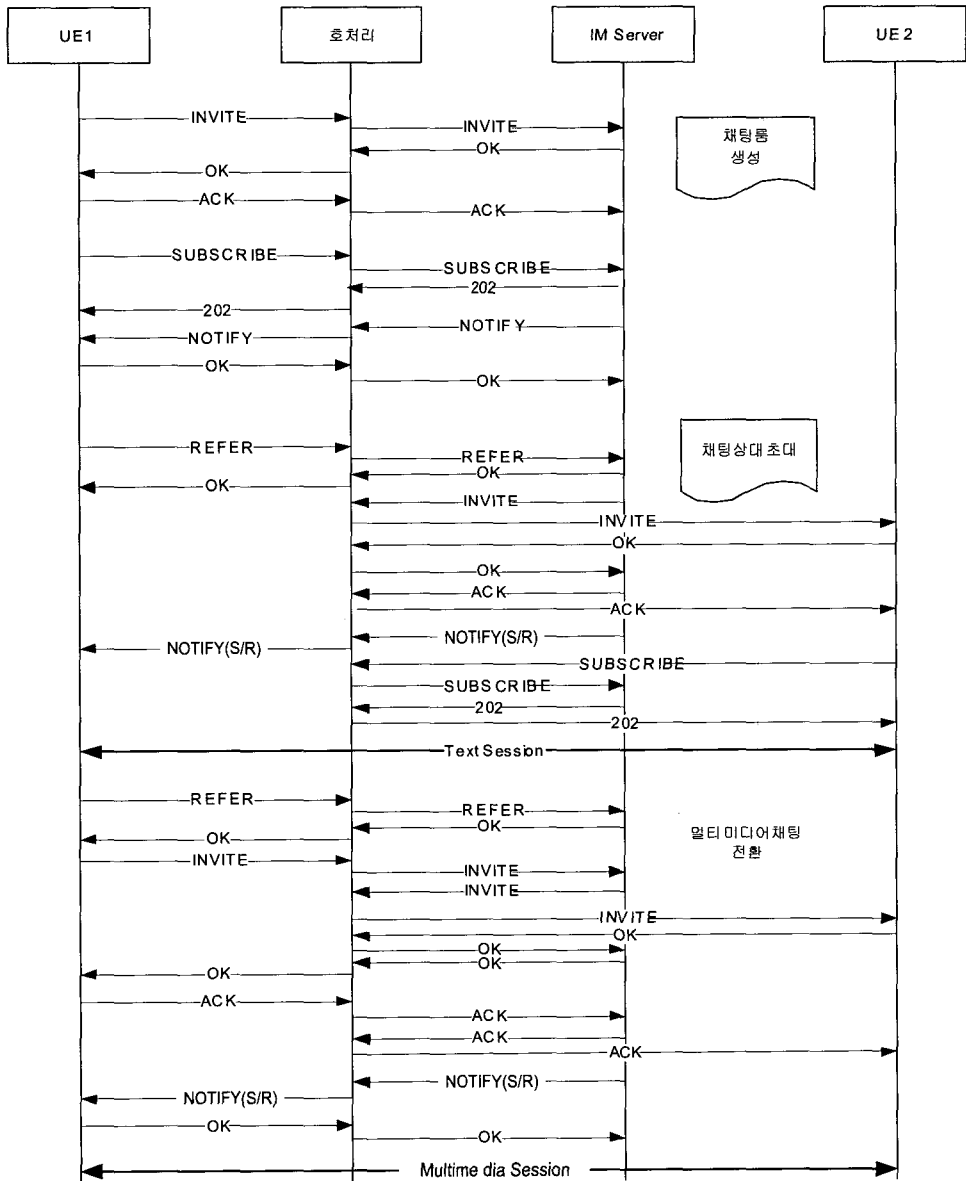 UE1
호처리
IM Server
UE2
INVITE
INVITE
채팅룸
생성
OK
OK
ACK
ACK
SUBSCRIBE
SUBSCRIBE
202
202
NOTIFY
NOTIFY
OK
OK
REFER
채팅상대초대
REFER
OK
OK
INVITE
INVITE
OK
OK
ACK
ACK
NOTIFY(S/R)
NOTIFY(S/R)
SUBSCRIBE
SUBSCRIBE
202
202
Text Session
REFER
REFER
OK
멀티미디어채팅
전환
OK
INVITE
INVITE
INVITE
INVITE
OK
OK
OK
OK
ACK
ACK
ACK
ACK
NOTIFY(S/R)
NOTIFY(S/R)
OK
OK
Multimedia Session